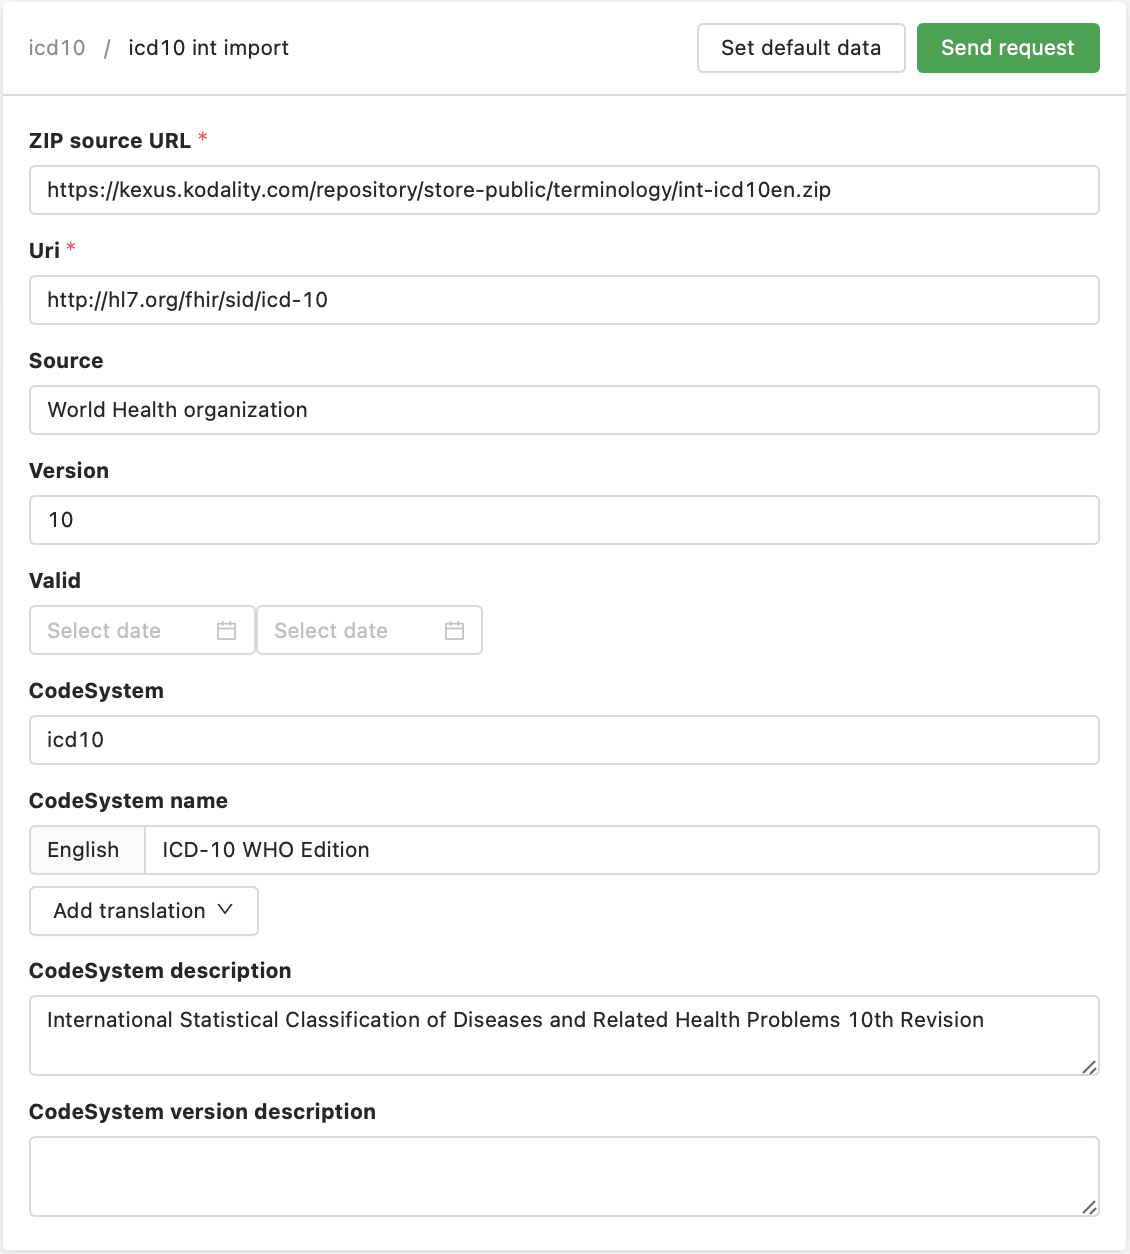 icd10 / icd10 int import
Set default data
Send request
ZIP source URL *
https://kexus.kodality.com/repository/store-public/terminology/int-icd10en.zip
Uri *
http://hl7.org/fhir/sid/icd-10
Source
World Health organization
Version
10
Valid
Select date
Select date
CodeSystem
icd10
CodeSystem name
English
ICD-10 WHO Edition
Add translation
CodeSystem description
International Statistical Classification of Diseases and Related Health Problems 10th Revision
CodeSystem version description